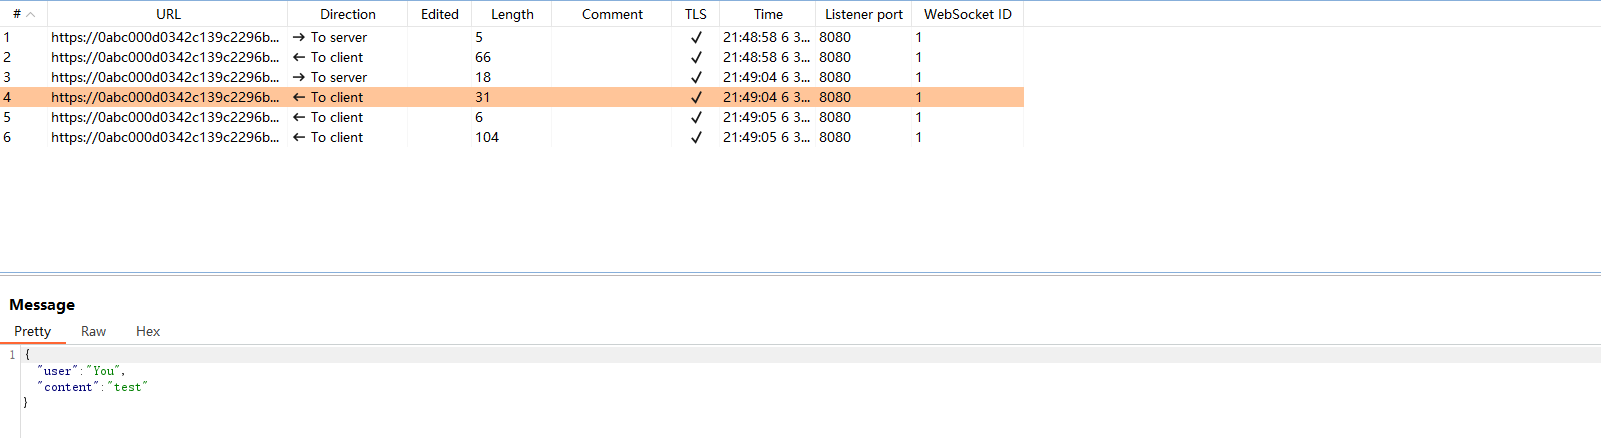 # URL Direction Edited Length Comment TLS Time Listener port WebSocket ID
1 https://0abc000d0342c139c2296b... → To server 5 ✓ 21:48:58 6 3... 8080 1
2 https://0abc000d0342c139c2296b... ← To client 66 ✓ 21:48:58 6 3... 8080 1
3 https://0abc000d0342c139c2296b... → To server 18 ✓ 21:49:04 6 3... 8080 1
4 https://0abc000d0342c139c2296b... ← To client 31 ✓ 21:49:04 6 3... 8080 1
5 https://0abc000d0342c139c2296b... ← To client 6 ✓ 21:49:05 6 3... 8080 1
6 https://0abc000d0342c139c2296b... ← To client 104 ✓ 21:49:05 6 3... 8080 1
Message
Pretty Raw Hex
1 {
"user":"You",
"content":"test"
}